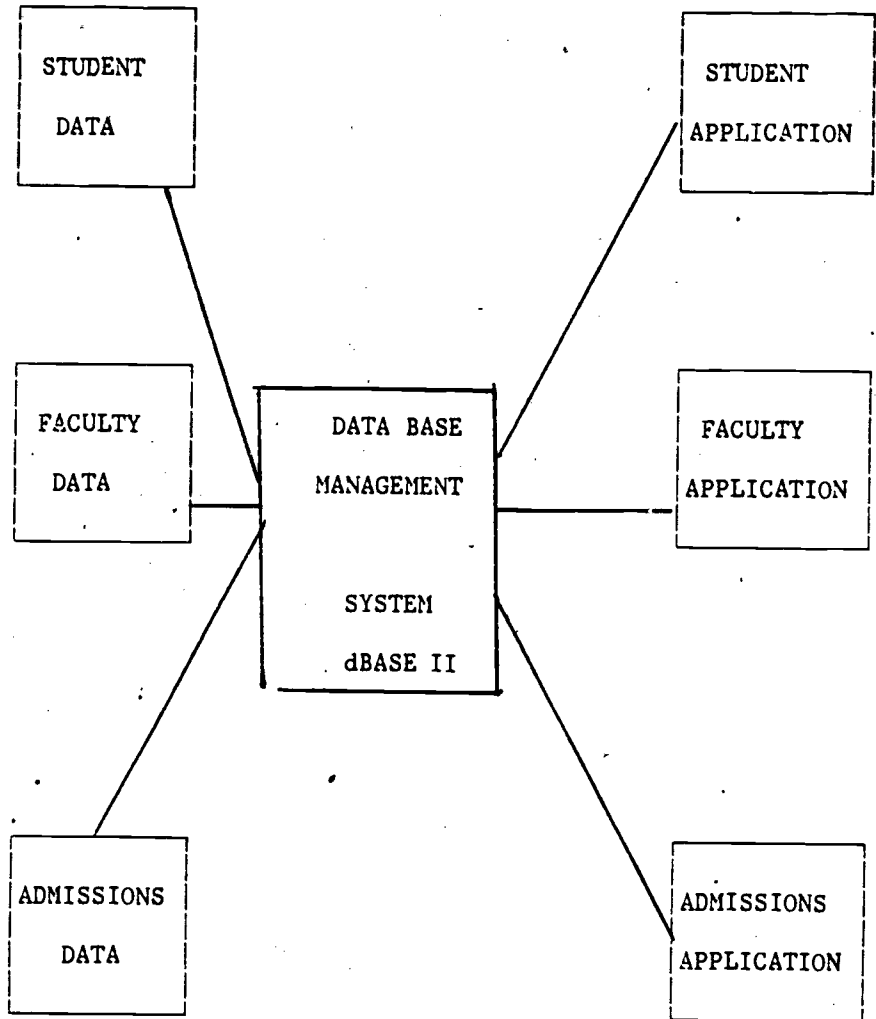 STUDENT
DATA
STUDENT
APPLICATION
FACULTY
DATA
DATA BASE
MANAGEMENT
SYSTEM
dBASE II
FACULTY
APPLICATION
ADMISSIONS
DATA
ADMISSIONS
APPLICATION